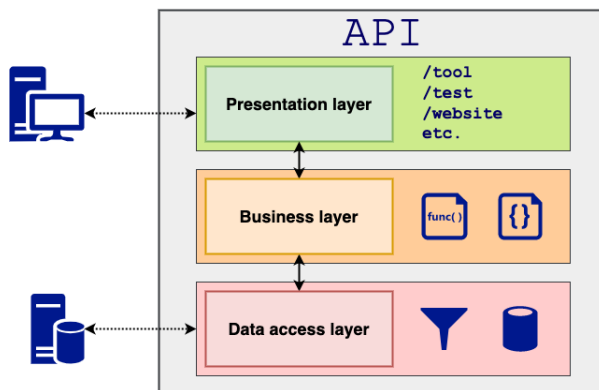 API
Presentation layer
/tool
/test
/website
etc.
Business layer
func()
{}
Data access layer